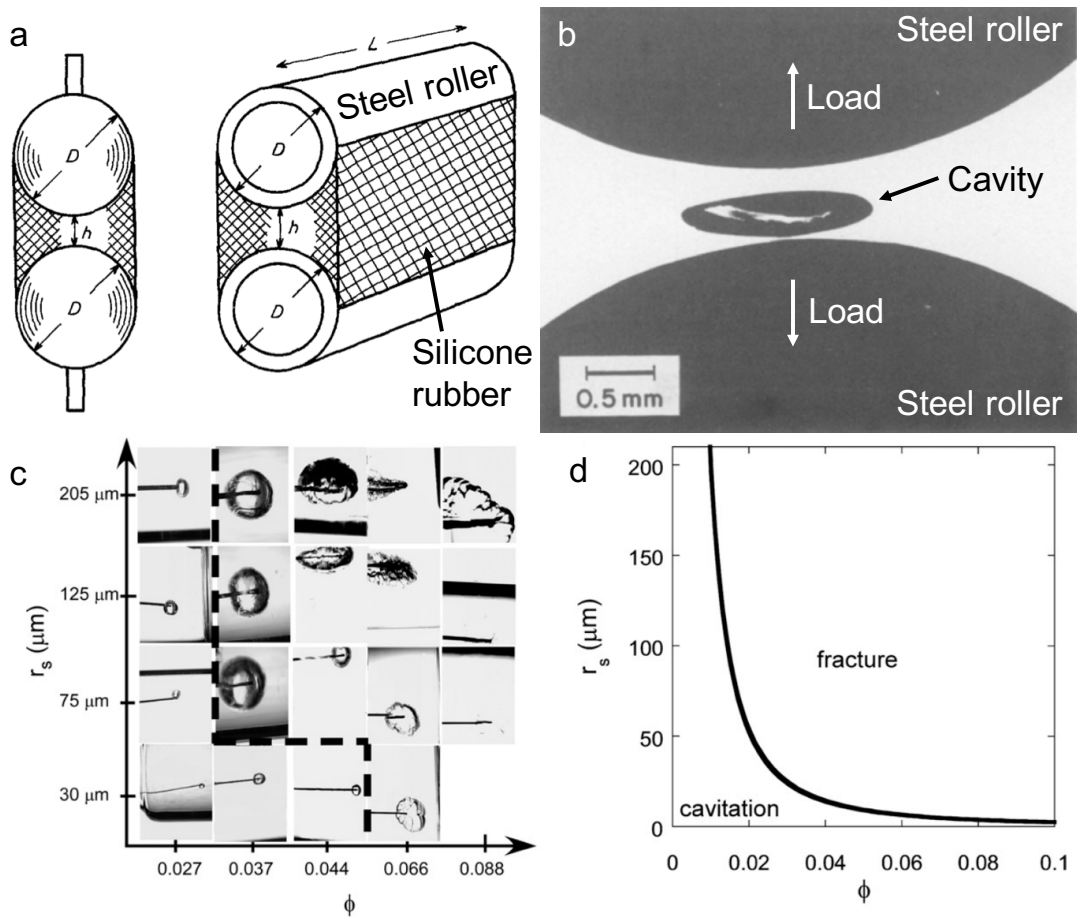 a
L
Steel roller
D
D
h
h
D
D
Silicone
rubber
b
Steel roller
Load
Cavity
Load
0.5 mm
Steel roller
c
205 μm
125 μm
75 μm
30 μm
r_s (μm)
0.027
0.037
0.044
0.066
0.088
ϕ
d
200
150
100
50
0
r_s (μm)
fracture
cavitation
0
0.02
0.04
0.06
0.08
0.1
ϕ